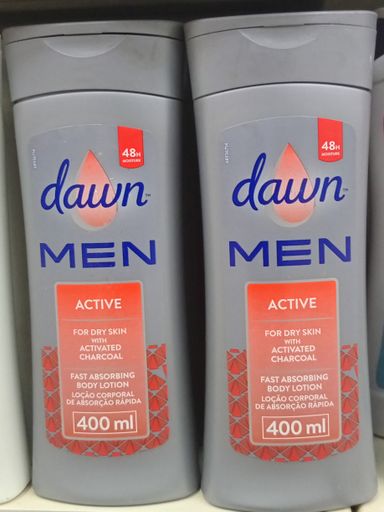 48H
MOISTURE
dawn™
MEN
ACTIVE
FOR DRY SKIN
WITH
ACTIVATED
CHARCOAL
FAST ABSORBING
BODY LOTION
LOÇÃO CORPORAL
DE ABSORÇÃO RÁPIDA
400 ml
48H
MOISTURE
dawn™
MEN
ACTIVE
FOR DRY SKIN
WITH
ACTIVATED
CHARCOAL
FAST ABSORBING
BODY LOTION
LOÇÃO CORPORAL
DE ABSORÇÃO RÁPIDA
400 ml